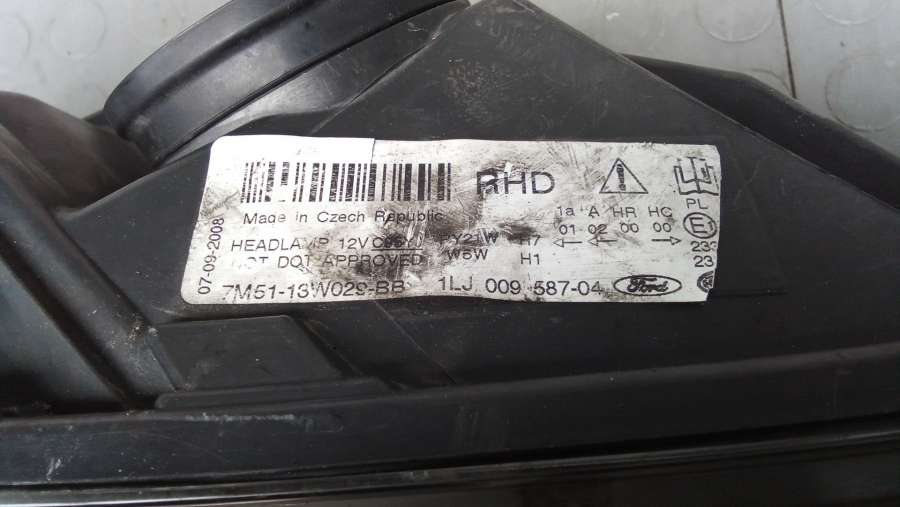 RHD
Made in Czech Republic
1a A HR HC PL
01 02 00 00 E1
HEADLAMP 12V PY21W H7
NOT DOT APPROVED W5W H1
7M51-13W029-BB 1LJ 009 587-04 Ford
07-09-2008